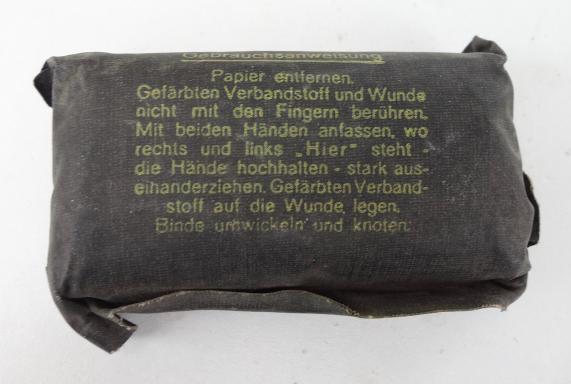 Gebrauchsanweisung
Papier entfernen.
Gefärbten Verbandstoff und Wunde
nicht mit den Fingern berühren.
Mit beiden Händen anfassen, wo
rechts und links „Hier" steht -
die Hände hochhalten - stark aus-
einanderziehen. Gefärbten Verband-
stoff auf die Wunde legen.
Binde umwickeln und knoten.